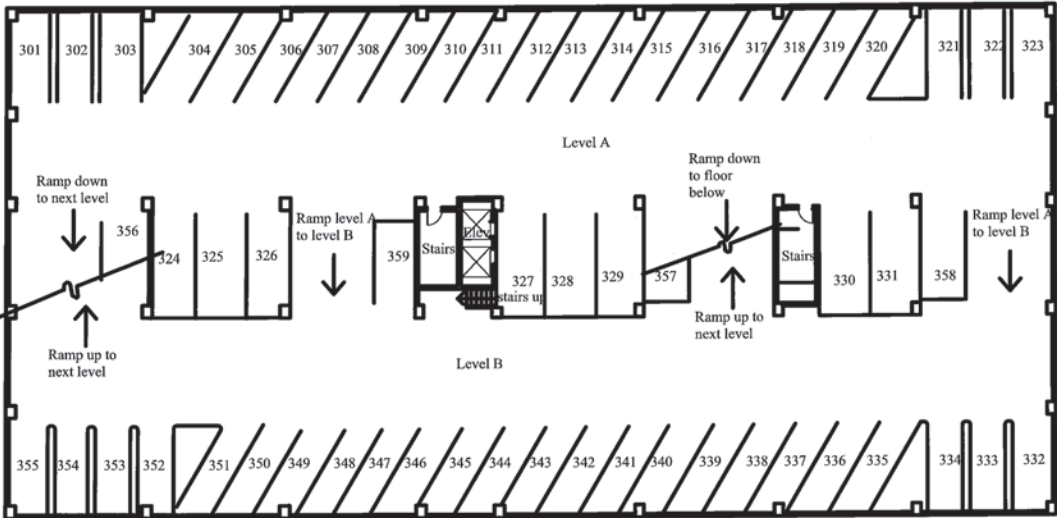 301 302 303 304 305 306 307 308 309 310 311 312 313 314 315 316 317 318 319 320 321 322 323
Level A
Ramp down
to next level
356
324 325 326
Ramp level A
to level B
359
Stairs
Elev
stairs up
327 328 329
Ramp down
to floor
below
357
Stairs
330 331 358
Ramp level A
to level B
Ramp up to
next level
Ramp up to
next level
Level B
355 354 353 352 351 350 349 348 347 346 345 344 343 342 341 340 339 338 337 336 335 334 333 332